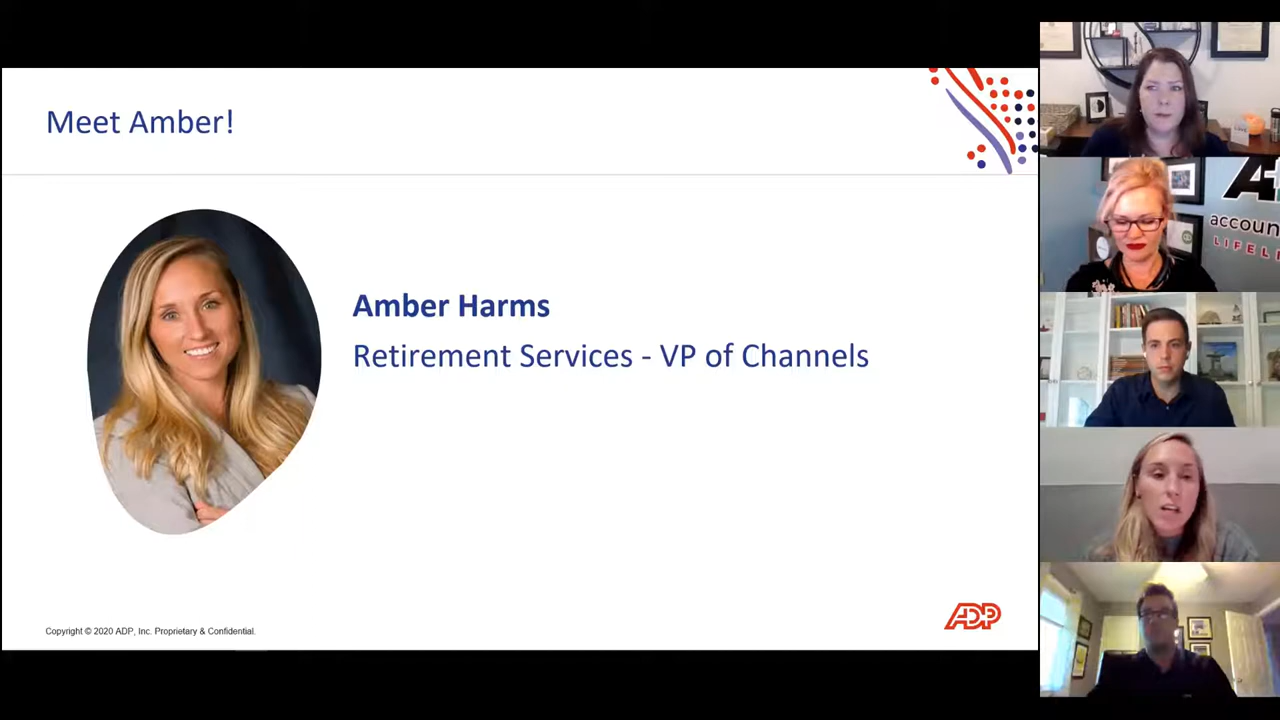 Meet Amber!
Amber Harms
Retirement Services - VP of Channels
Copyright © 2020 ADP, Inc. Proprietary & Confidential.
ADP